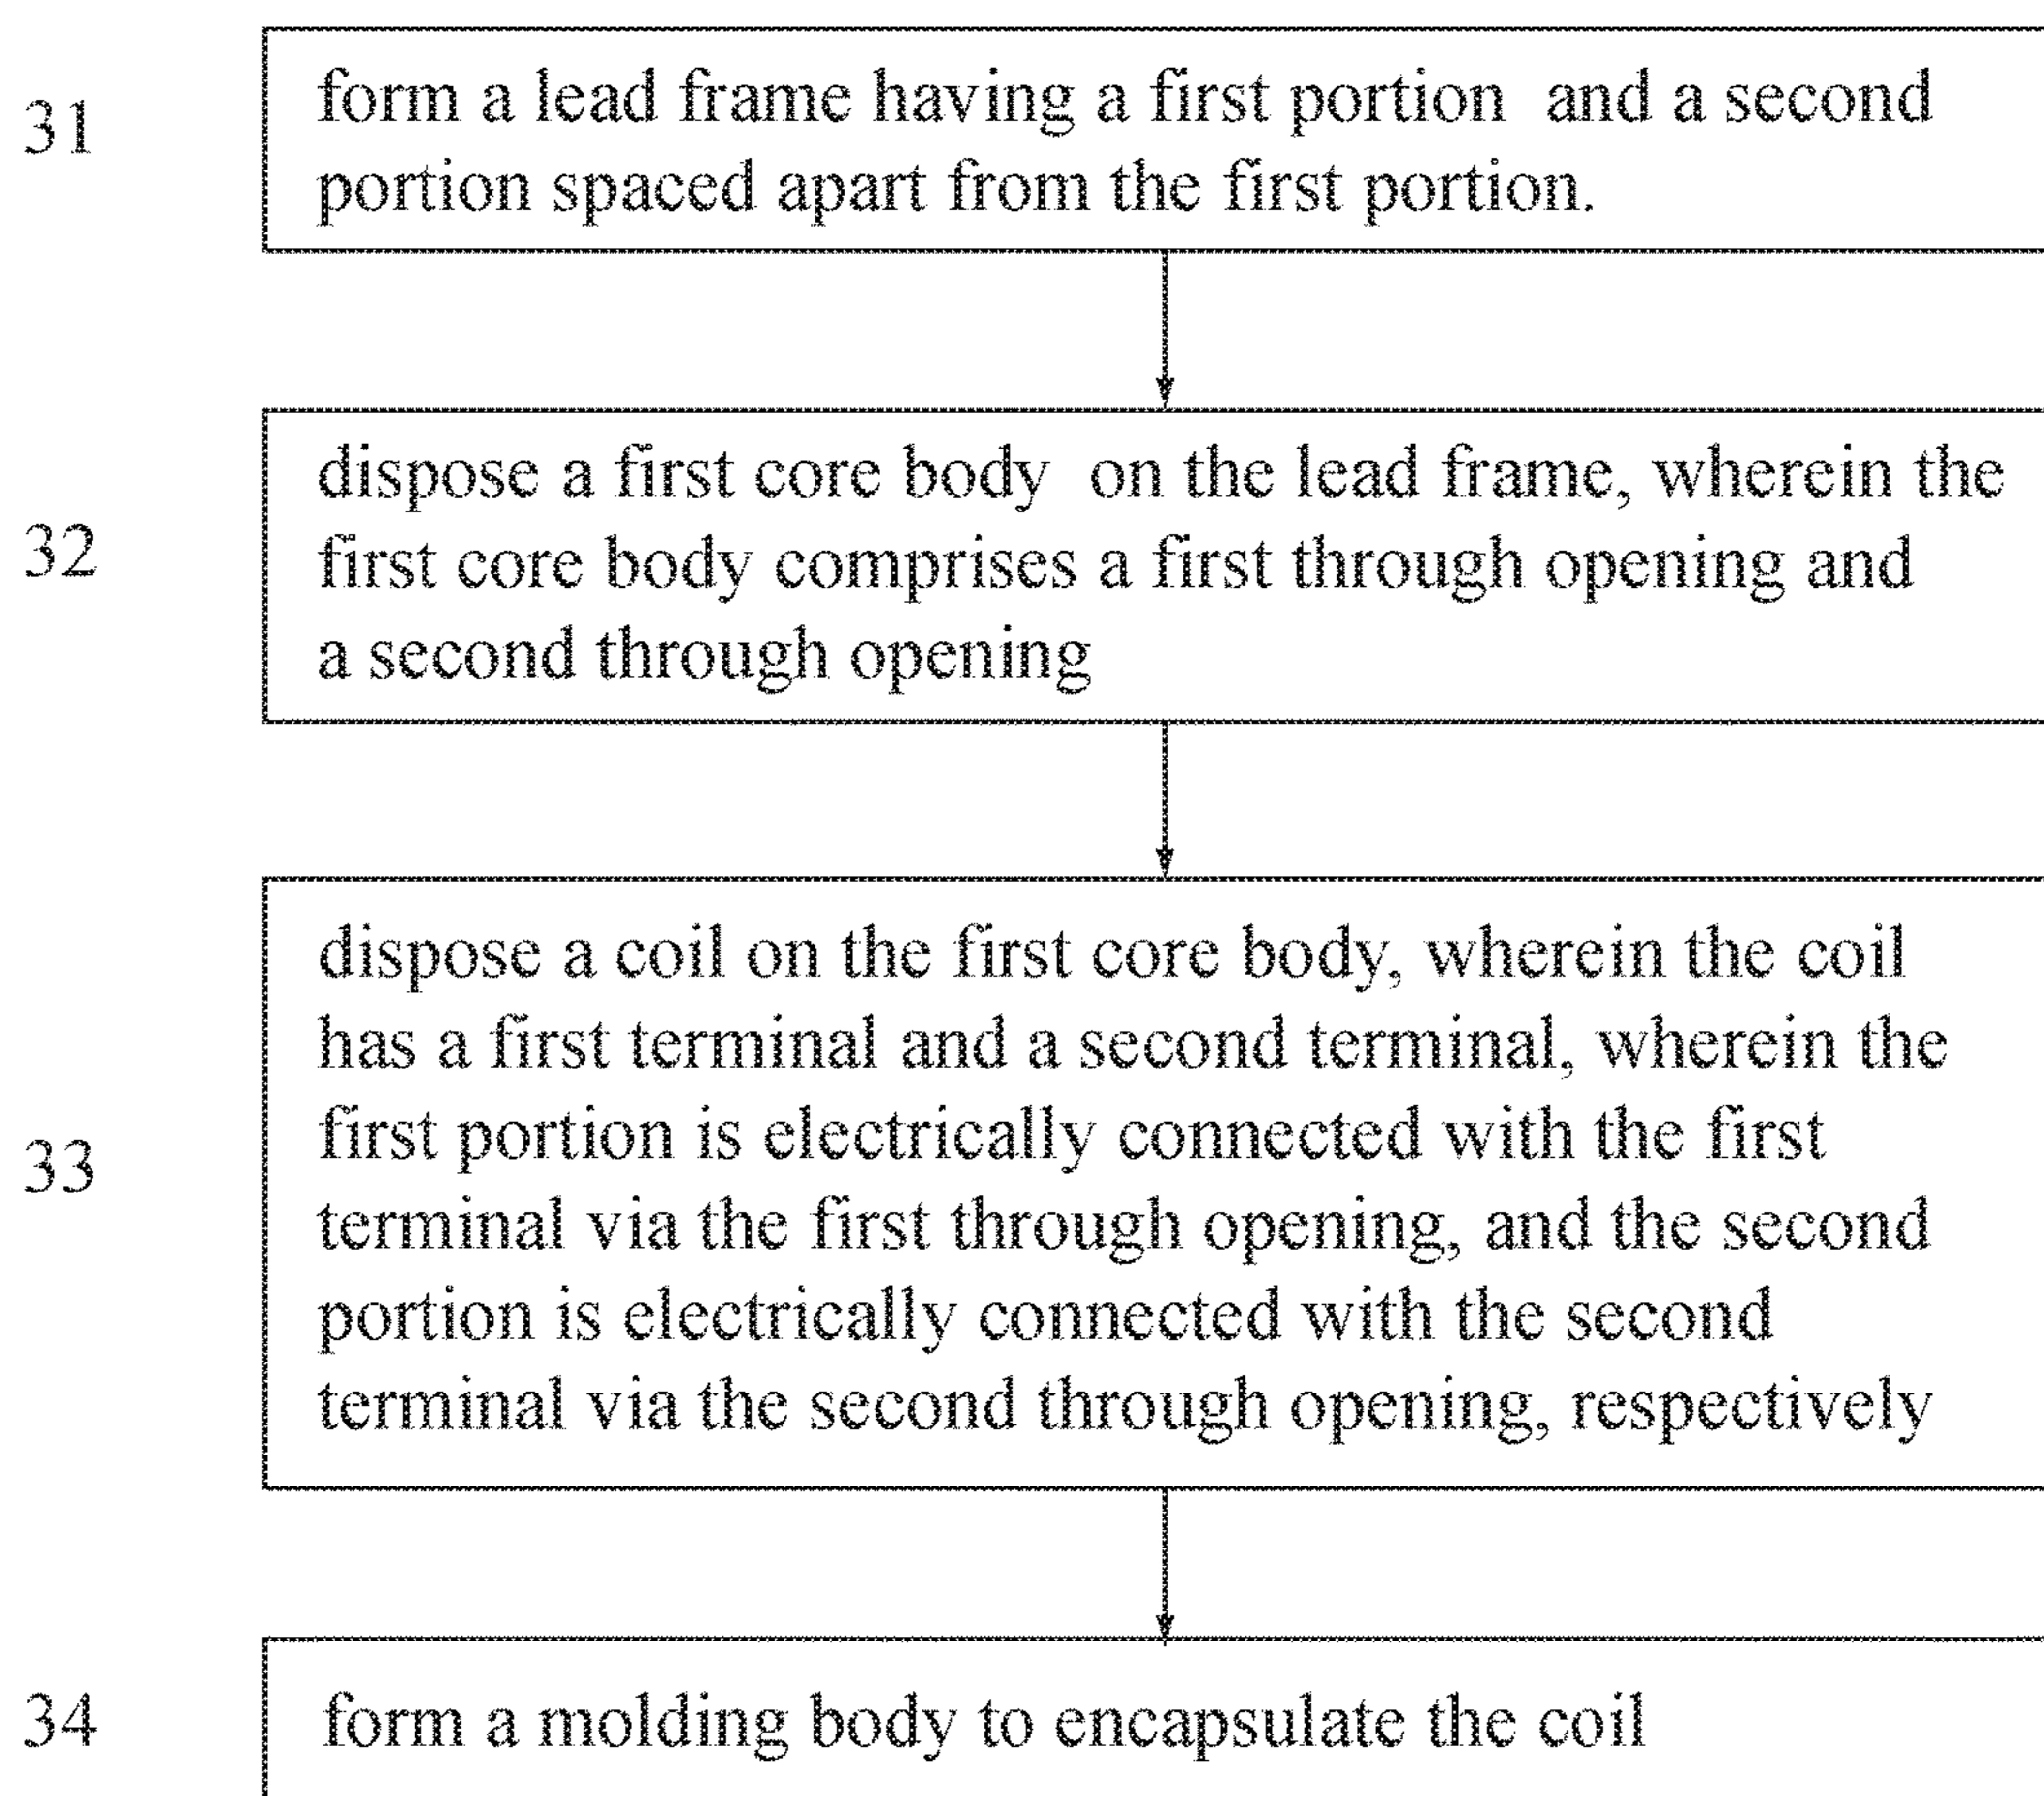 31
form a lead frame having a first portion and a second
portion spaced apart from the first portion.
32
dispose a first core body on the lead frame, wherein the
first core body comprises a first through opening and
a second through opening
33
dispose a coil on the first core body, wherein the coil
has a first terminal and a second terminal, wherein the
first portion is electrically connected with the first
terminal via the first through opening, and the second
portion is electrically connected with the second
terminal via the second through opening, respectively
34
form a molding body to encapsulate the coil